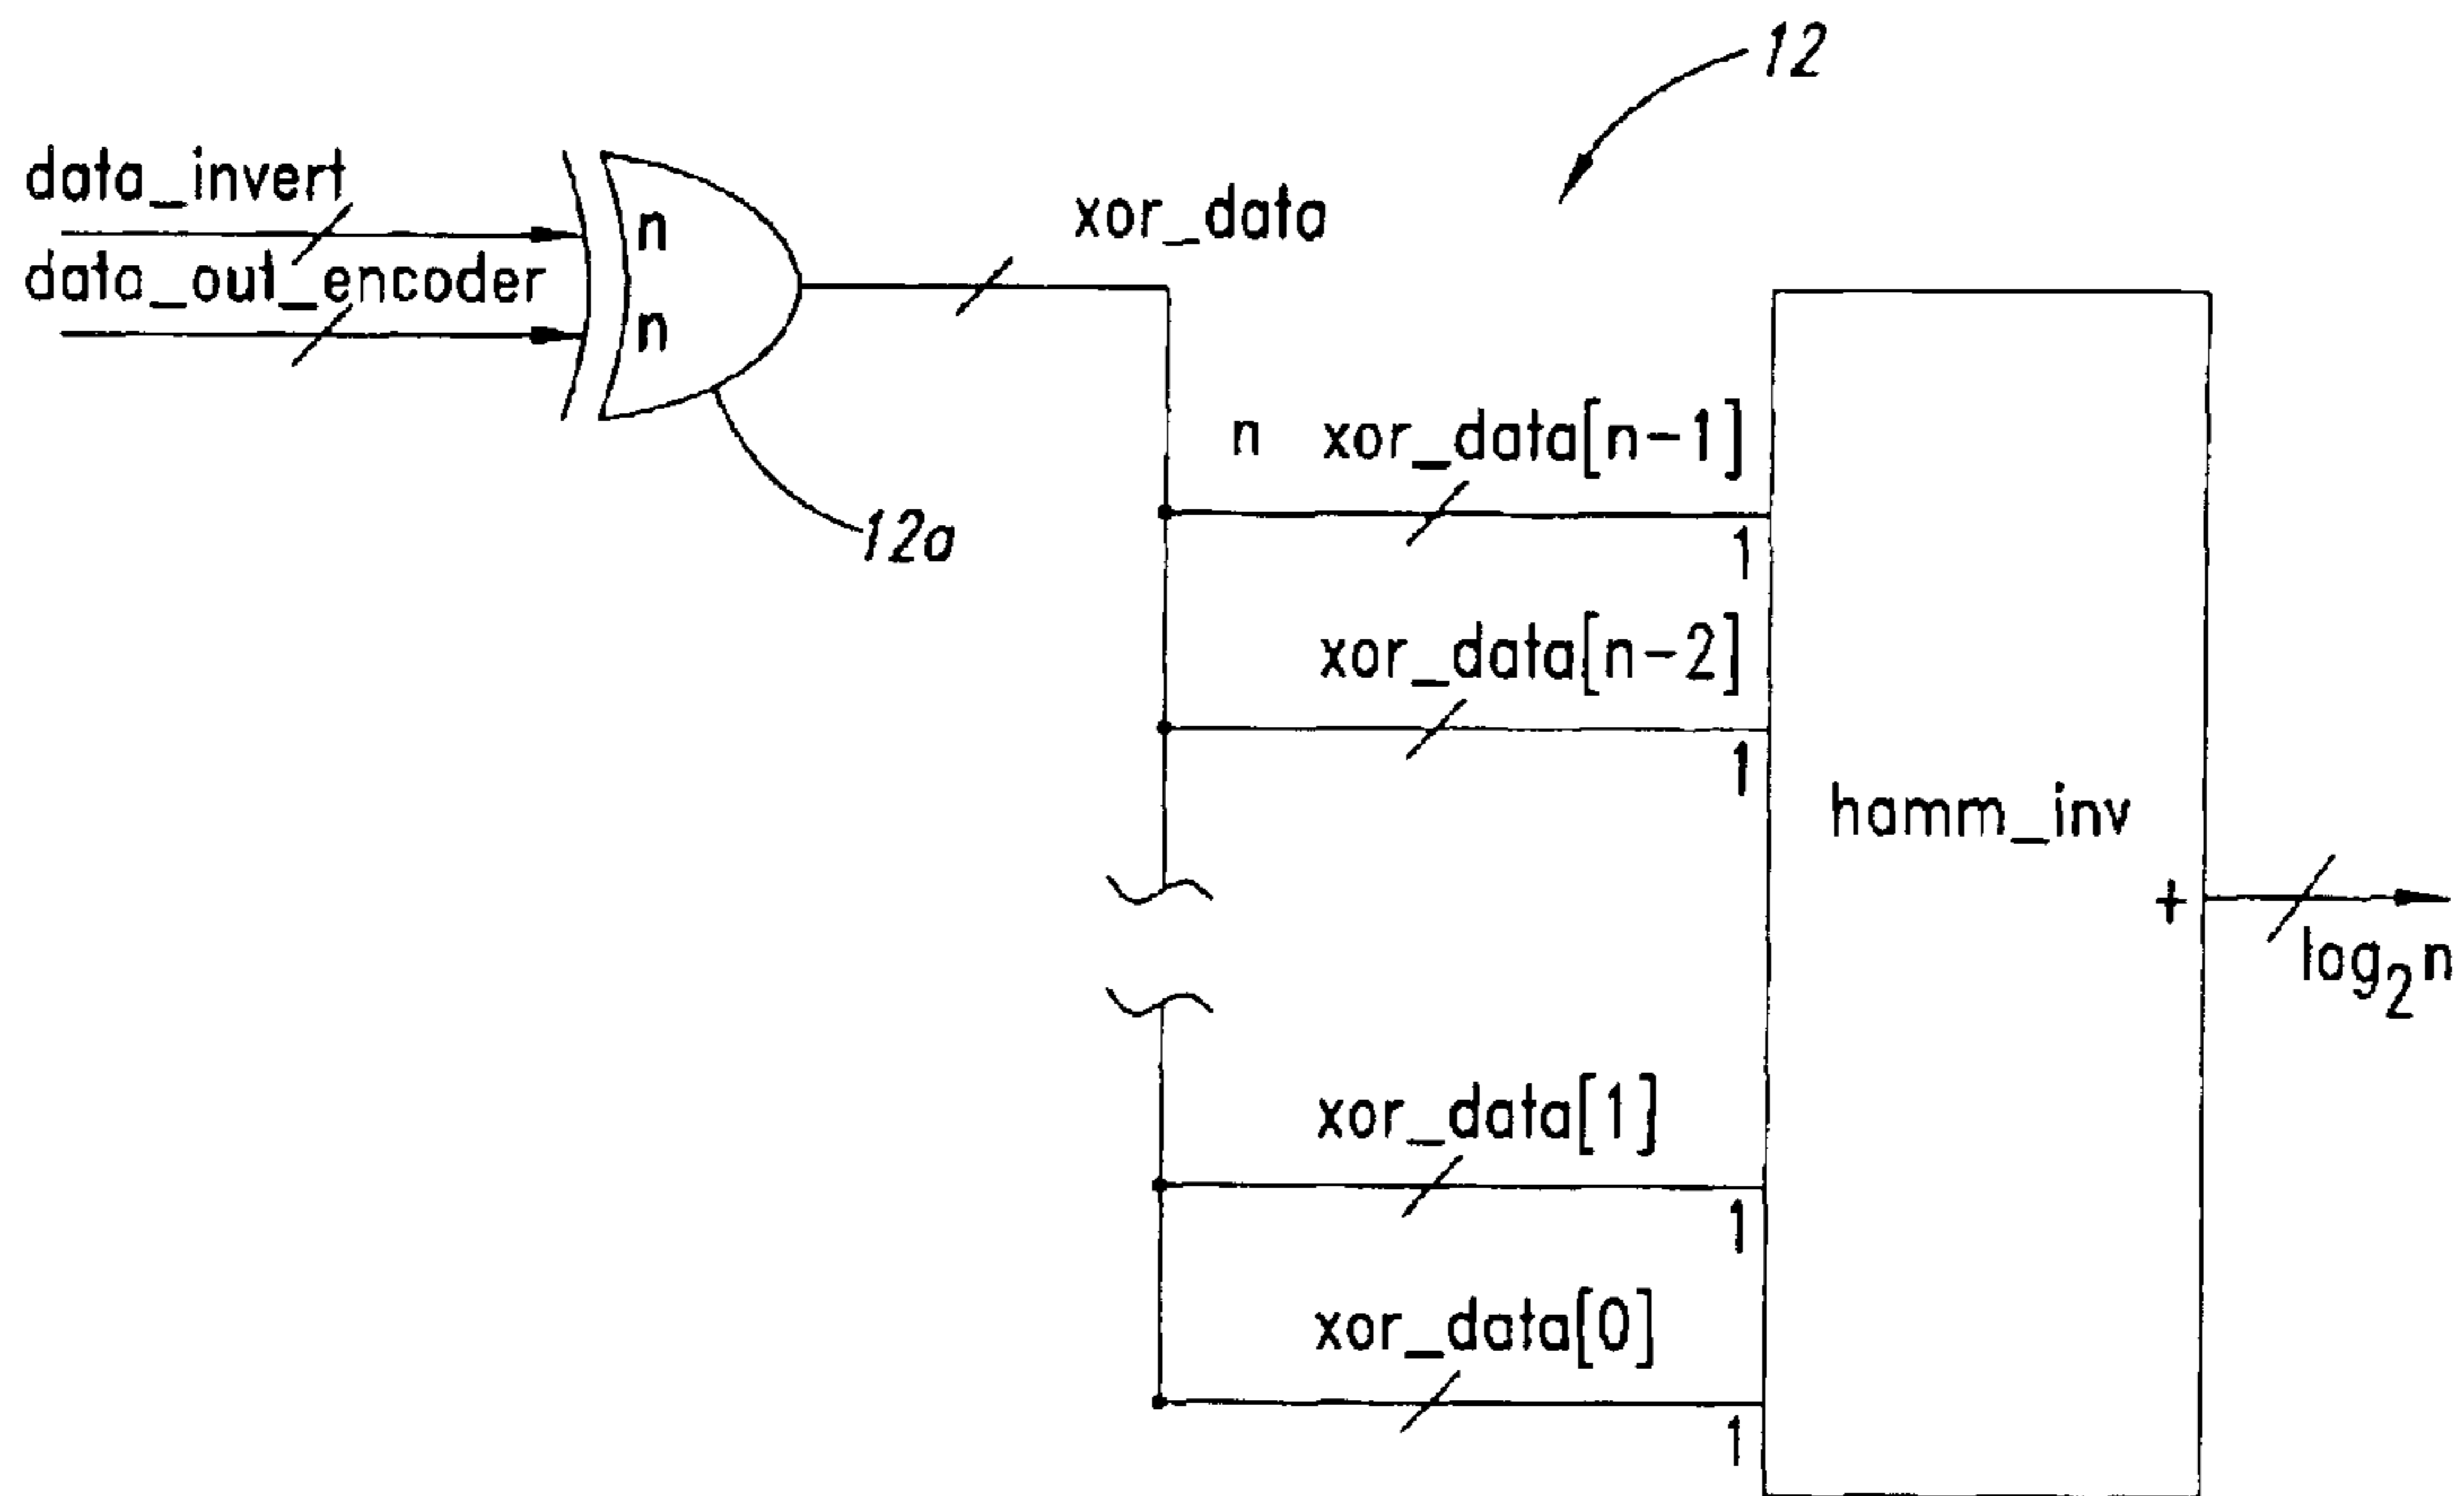 12
data_invert
data_out_encoder
n
n
xor_data
12a
n xor_data[n-1]
1
xor_data[n-2]
1
hamm_inv
+
log2n
xor_data[1]
1
xor_data[0]
1